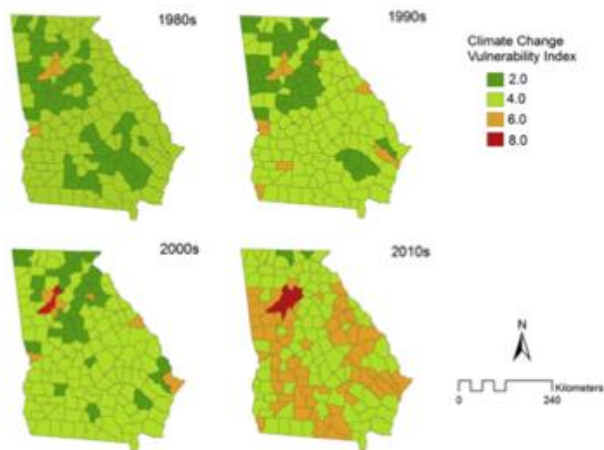 1980s
1990s
Climate Change
Vulnerability Index
2.0
4.0
6.0
8.0
2000s
2010s
N
Kilometers
0
240